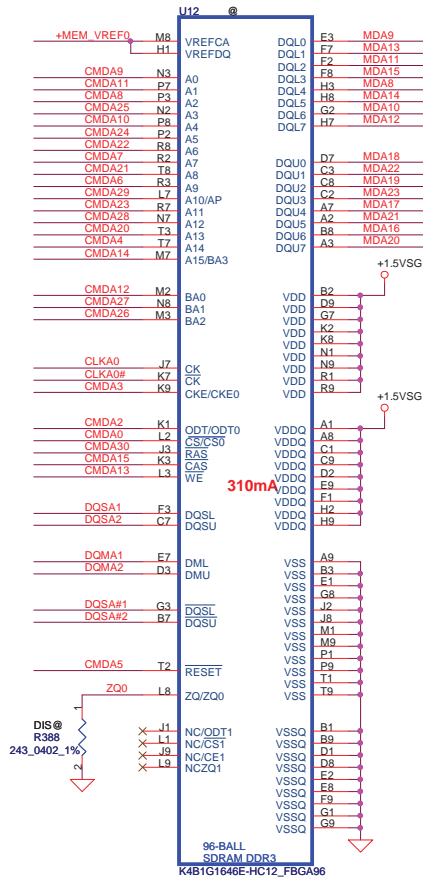 U12 @
+MEM_VREF0 M8 VREFCA DQL0 E3 MDA9
H1 VREFDQ DQL1 F7 MDA13
DQL2 F2 MDA11
CMDA9 N3 A0 DQL3 F8 MDA15
CMDA11 P7 A1 DQL4 H3 MDA8
CMDA8 P3 A2 DQL5 H8 MDA14
CMDA25 N2 A3 DQL6 G2 MDA10
CMDA10 P8 A4 DQL7 H7 MDA12
CMDA24 P2 A5
CMDA22 R8 A6
CMDA7 R2 A7 DQU0 D7 MDA18
CMDA21 T8 A8 DQU1 C3 MDA22
CMDA6 R3 A9 DQU2 C8 MDA19
CMDA29 L7 A10/AP DQU3 C2 MDA23
CMDA23 R7 A11 DQU4 A7 MDA17
CMDA28 N7 A12 DQU5 A2 MDA21
CMDA20 T3 A13 DQU6 B8 MDA16
CMDA4 T7 A14 DQU7 A3 MDA20
CMDA14 M7 A15/BA3
+1.5VSG
CMDA12 M2 BA0 VDD B2
CMDA27 N8 BA1 VDD D9
CMDA26 M3 BA2 VDD G7
VDD K2
VDD K8
VDD N1
CLKA0 J7 CK VDD N9
CLKA0# K7 CK VDD R1
CMDA3 K9 CKE/CKE0 VDD R9
+1.5VSG
CMDA2 K1 ODT/ODT0 VDDQ A1
CMDA0 L2 CS/CS0 VDDQ A8
CMDA30 J3 RAS VDDQ C1
CMDA15 K3 CAS VDDQ C9
CMDA13 L3 WE VDDQ D2
310mA VDDQ E9
VDDQ F1
DQSA1 F3 DQSL VDDQ H2
DQSA2 C7 DQSU VDDQ H9
DQMA1 E7 DML VSS A9
DQMA2 D3 DMU VSS B3
VSS E1
VSS G8
DQSA#1 G3 DQSL VSS J2
DQSA#2 B7 DQSU VSS J8
VSS M1
VSS M9
VSS P1
CMDA5 T2 RESET VSS P9
VSS T1
ZQ0 L8 ZQ/ZQ0 VSS T9
1
DIS@
R388
243_0402_1%
2
J1 NC/ODT1 VSSQ B1
L1 NC/CS1 VSSQ B9
J9 NC/CE1 VSSQ D1
L9 NCZQ1 VSSQ D8
VSSQ E2
VSSQ E8
VSSQ F9
VSSQ G1
VSSQ G9
96-BALL
SDRAM DDR3
K4B1G1646E-HC12_FBGA96